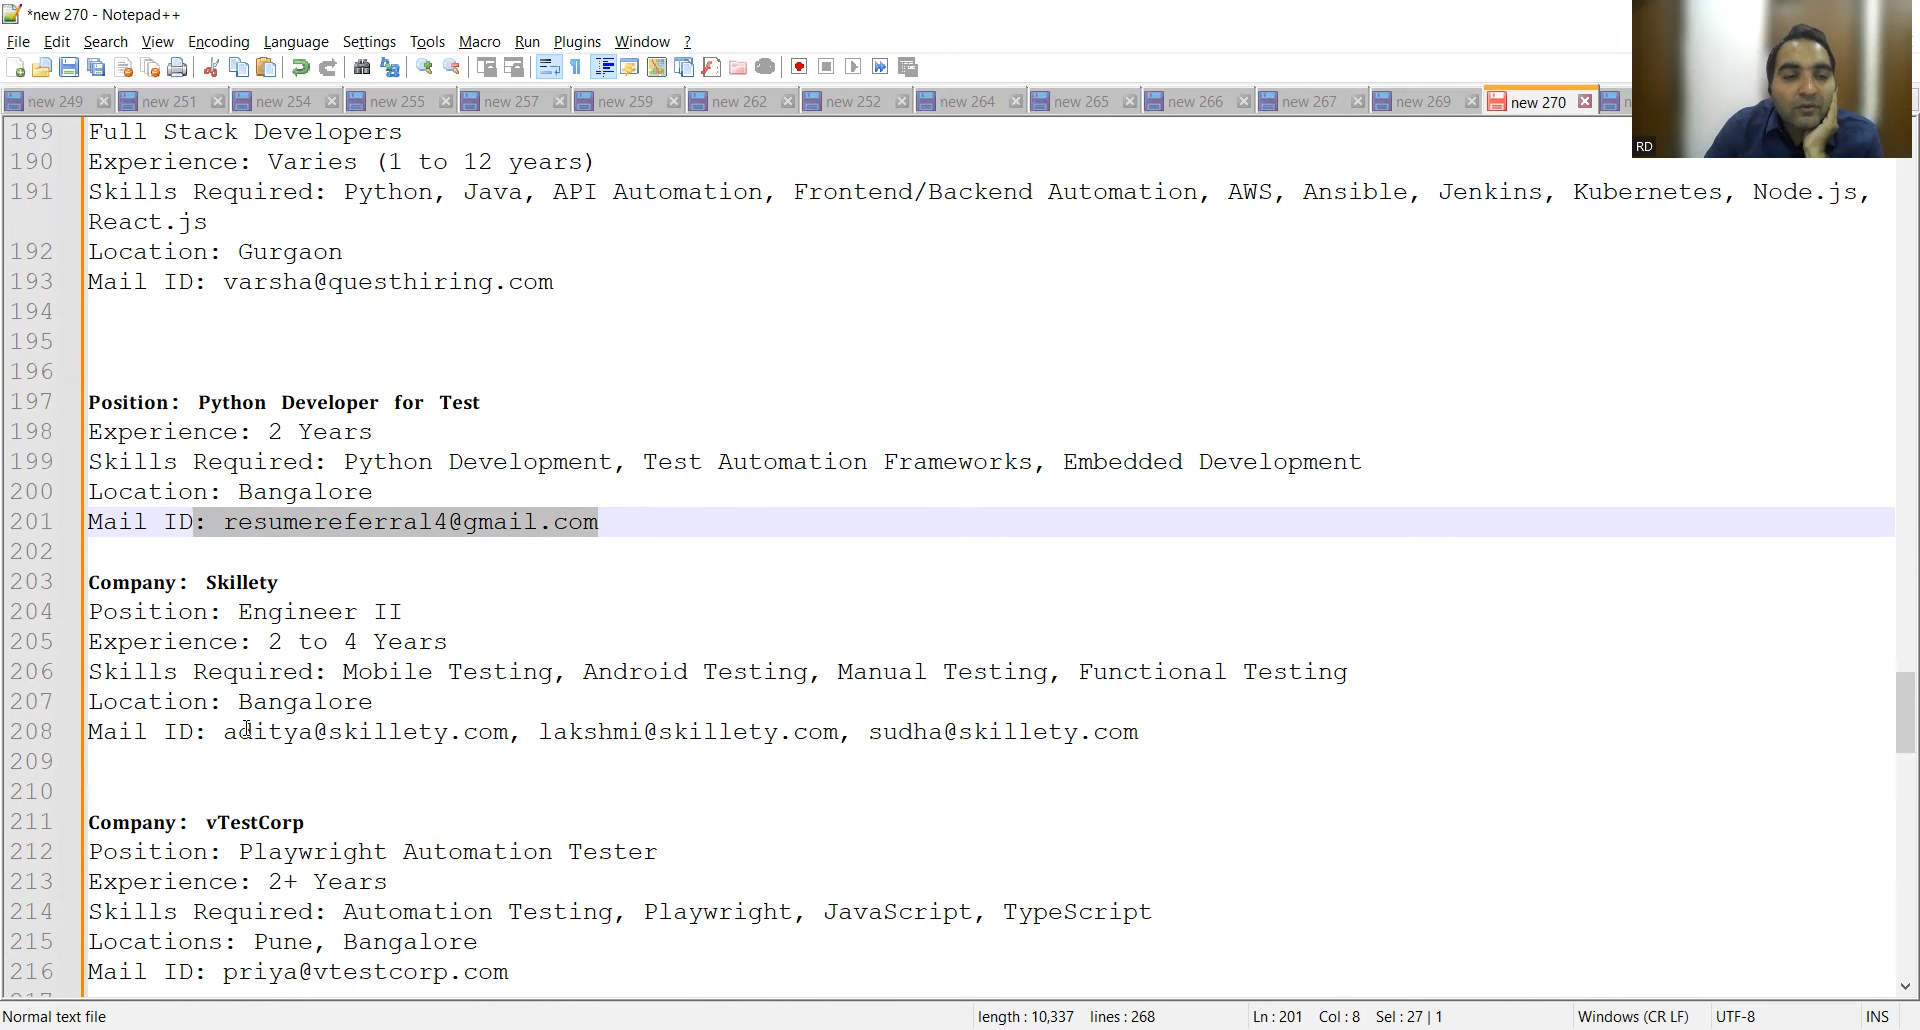 *new 270 - Notepad++
File Edit Search View Encoding Language Settings Tools Macro Run Plugins Window ?
new 249 new 251 new 254 new 255 new 257 new 259 new 262 new 252 new 264 new 265 new 266 new 267 new 269 new 270
RD
189 Full Stack Developers
190 Experience: Varies (1 to 12 years)
191 Skills Required: Python, Java, API Automation, Frontend/Backend Automation, AWS, Ansible, Jenkins, Kubernetes, Node.js,
React.js
192 Location: Gurgaon
193 Mail ID: varsha@questhiring.com
194
195
196
197 Position: Python Developer for Test
198 Experience: 2 Years
199 Skills Required: Python Development, Test Automation Frameworks, Embedded Development
200 Location: Bangalore
201 Mail ID: resumereferral4@gmail.com
202
203 Company: Skillety
204 Position: Engineer II
205 Experience: 2 to 4 Years
206 Skills Required: Mobile Testing, Android Testing, Manual Testing, Functional Testing
207 Location: Bangalore
208 Mail ID: aditya@skillety.com, lakshmi@skillety.com, sudha@skillety.com
209
210
211 Company: vTestCorp
212 Position: Playwright Automation Tester
213 Experience: 2+ Years
214 Skills Required: Automation Testing, Playwright, JavaScript, TypeScript
215 Locations: Pune, Bangalore
216 Mail ID: priya@vtestcorp.com
Normal text file length : 10,337 lines : 268 Ln : 201 Col : 8 Sel : 27 | 1 Windows (CR LF) UTF-8 INS